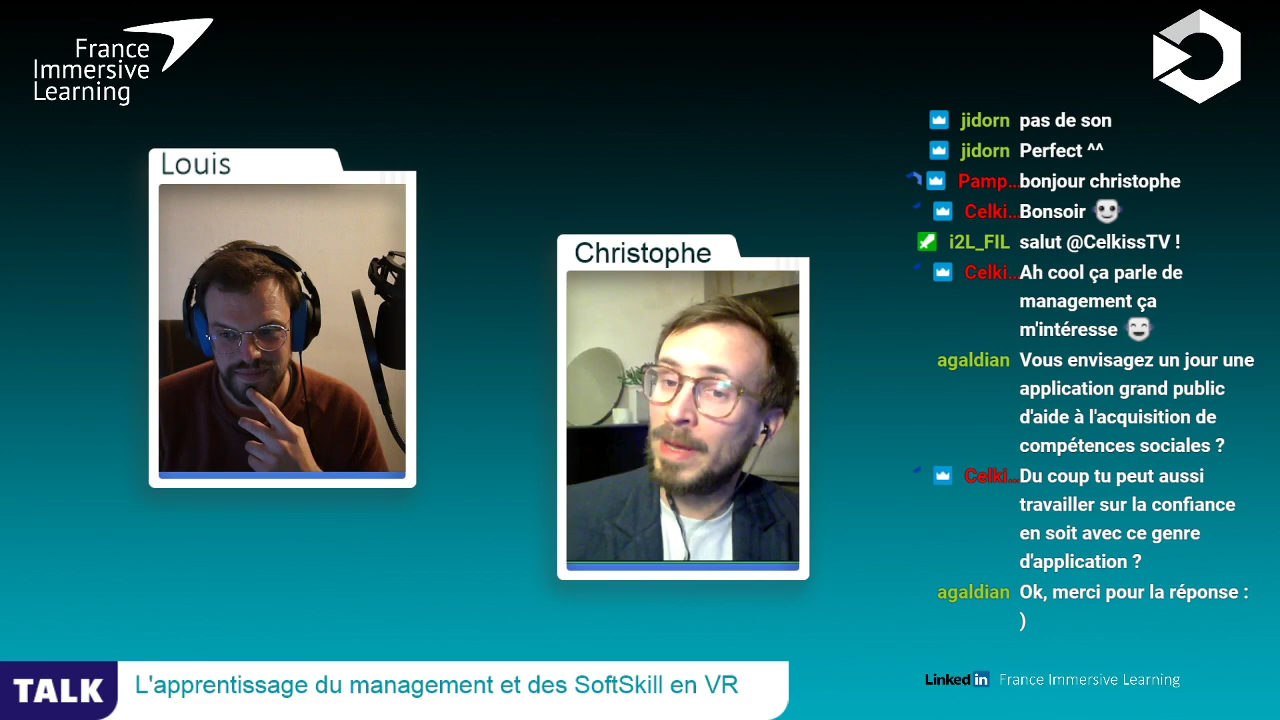 France
Immersive
Learning
Louis
Christophe
jidorn pas de son
jidorn Perfect ^^
Pamp... bonjour christophe
Celki... Bonsoir
i2L_FIL salut @CelkissTV !
Celki... Ah cool ça parle de
management ça
m'intéresse
agaldian Vous envisagez un jour une
application grand public
d'aide à l'acquisition de
compétences sociales ?
Celki... Du coup tu peut aussi
travailler sur la confiance
en soit avec ce genre
d'application ?
agaldian Ok, merci pour la réponse :
)
TALK L'apprentissage du management et des SoftSkill en VR
Linked in France Immersive Learning